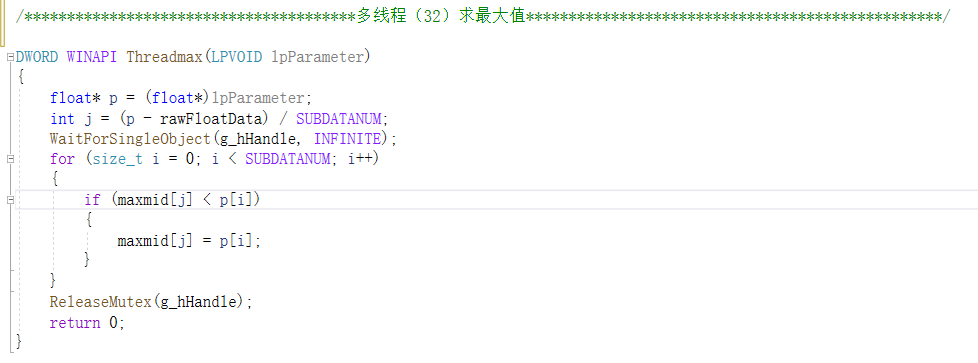 /***************************************多线程（32）求最大值*************************************************/
DWORD WINAPI Threadmax(LPVOID lpParameter)
{
float* p = (float*)lpParameter;
int j = (p - rawFloatData) / SUBDATANUM;
WaitForSingleObject(g_hHandle, INFINITE);
for (size_t i = 0; i < SUBDATANUM; i++)
{
if (maxmid[j] < p[i])
{
maxmid[j] = p[i];
}
}
ReleaseMutex(g_hHandle);
return 0;
}